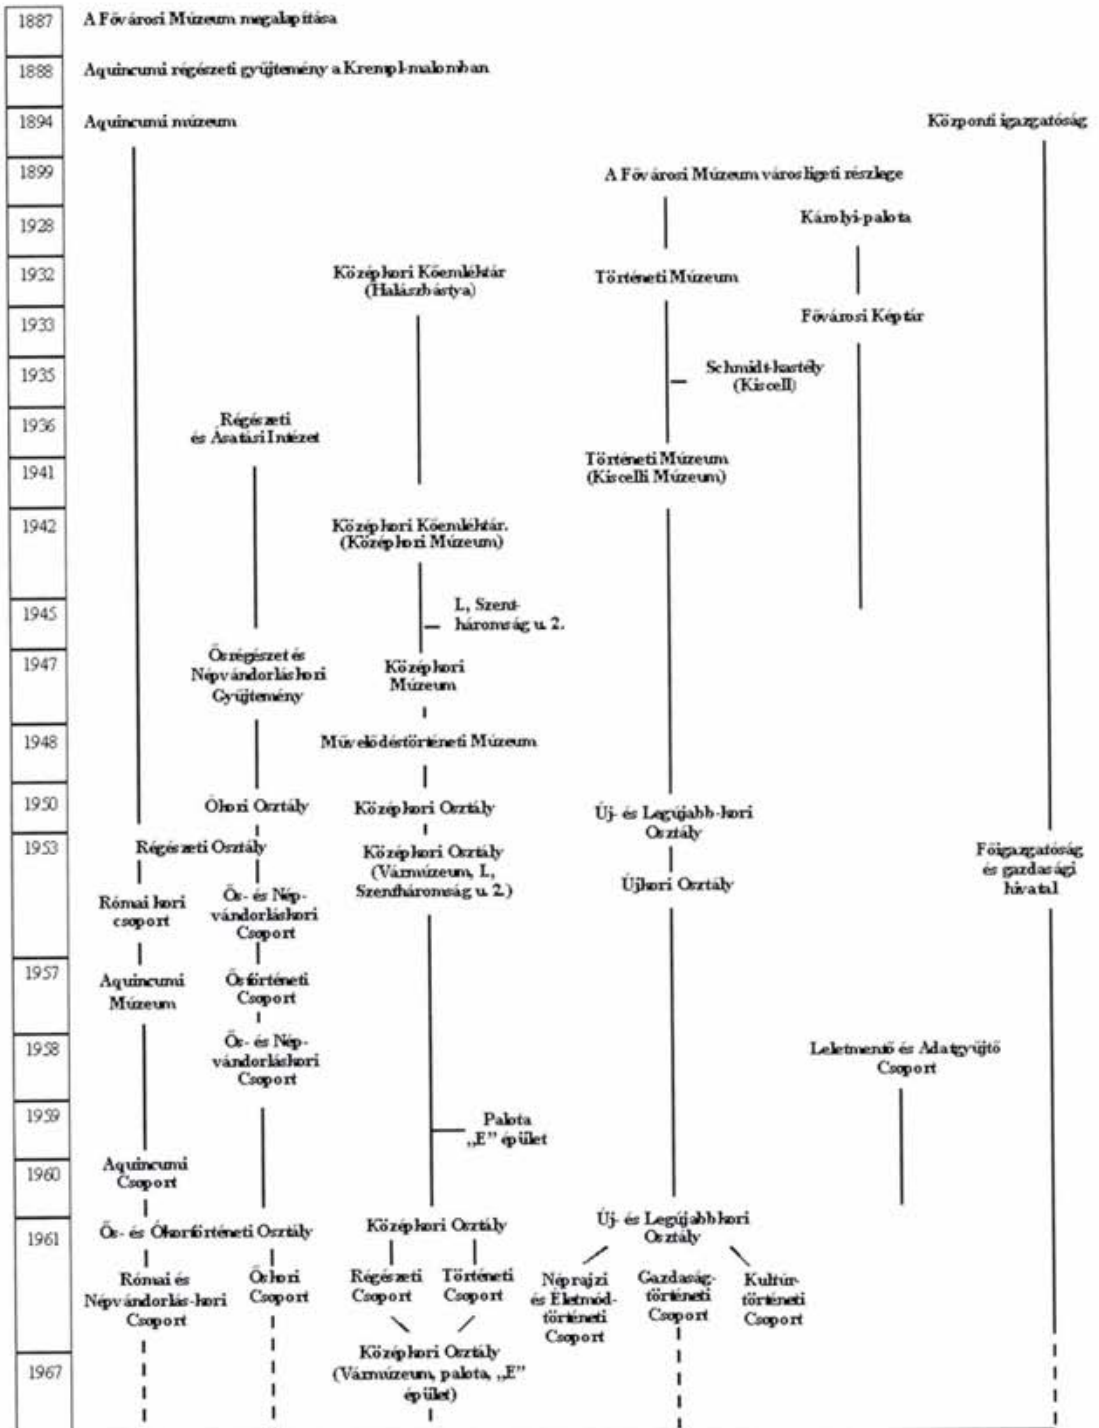 1887
A Fővárosi Múzeum megalapítása
1888
Aquincumi régészeti gyűjtemény a Krempl-malomban
1894
Aquincumi múzeum
Központi igazgatóság
1899
A Fővárosi Múzeum városligeti részlege
1928
Károlyi-palota
1932
Középkori Kőemléktár
(Halászbástya)
Történeti Múzeum
1933
Fővárosi Képtár
1935
Schmidt-kastély
(Kiscell)
1936
Régészeti
és Ásatási Intézet
1941
Történeti Múzeum
(Kiscelli Múzeum)
1942
Középkori Kőemléktár.
(Középkori Múzeum)
1945
I., Szent-
háromság u. 2.
1947
Ősrégészet és
Népvándorláskori
Gyűjtemény
Középkori
Múzeum
1948
Művelődéstörténeti Múzeum
1950
Ókori Osztály
Középkori Osztály
Új- és Legújabb-kori
Osztály
1953
Régészeti Osztály
Középkori Osztály
(Vármúzeum, I.,
Szentháromság u. 2.)
Újkori Osztály
Főigazgatóság
és gazdasági
hivatal
Római kori
csoport
Ős- és Nép-
vándorláskori
Csoport
1957
Aquincumi
Múzeum
Őstörténeti
Csoport
1958
Ős- és Nép-
vándorláskori
Csoport
Leletmentő és Adatgyűjtő
Csoport
1959
Palota
„E” épület
1960
Aquincumi
Csoport
1961
Ős- és Ókortörténeti Osztály
Középkori Osztály
Új- és Legújabbkori
Osztály
Római és
Népvándorlás-kori
Csoport
Őskori
Csoport
Régészeti
Csoport
Történeti
Csoport
Néprajzi
és Életmód-
történeti
Csoport
Gazdaság-
történeti
Csoport
Kultúr-
történeti
Csoport
1967
Középkori Osztály
(Vármúzeum, palota, „E”
épület)